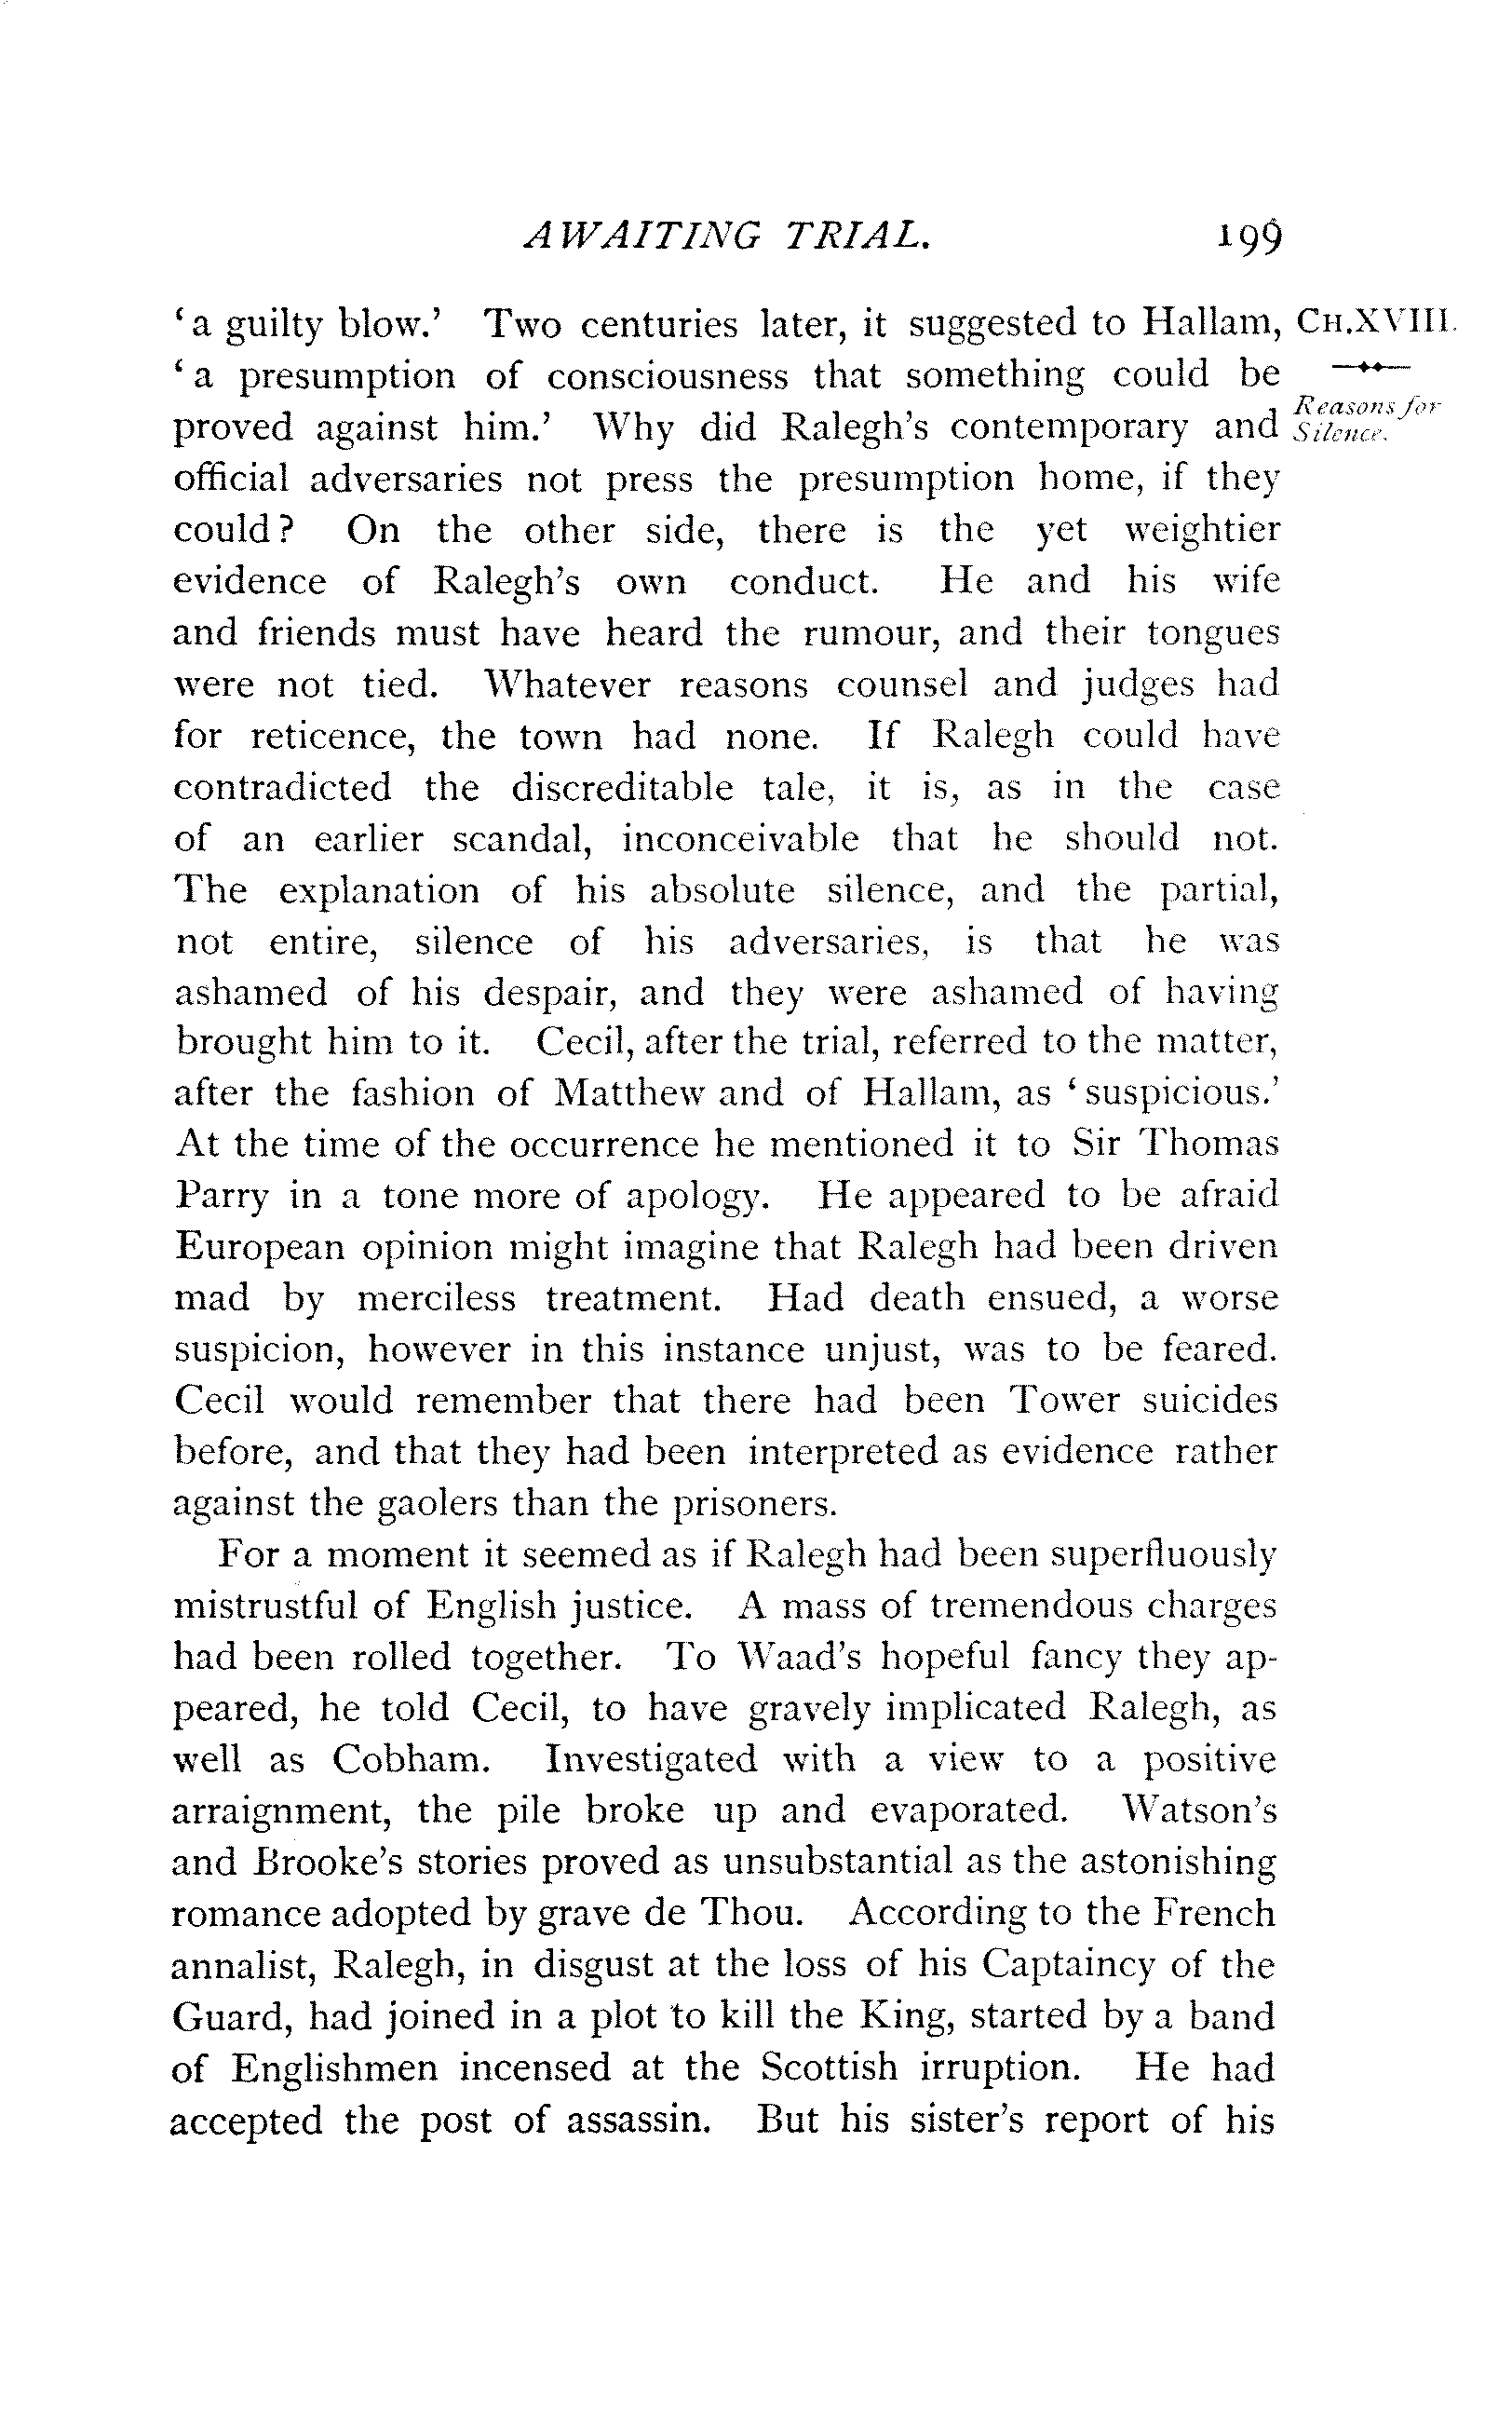 AWAITING TRIAL. 199
‘a guilty blow.’ Two centuries later, it suggested to Hallam, CH.XVIII.
‘a presumption of consciousness that something could be
proved against him.’ Why did Ralegh's contemporary and
Reasons for
Silence.
official adversaries not press the presumption home, if they
could? On the other side, there is the yet weightier
evidence of Ralegh's own conduct. He and his wife
and friends must have heard the rumour, and their tongues
were not tied. Whatever reasons counsel and judges had
for reticence, the town had none. If Ralegh could have
contradicted the discreditable tale, it is, as in the case
of an earlier scandal, inconceivable that he should not.
The explanation of his absolute silence, and the partial,
not entire, silence of his adversaries, is that he was
ashamed of his despair, and they were ashamed of having
brought him to it. Cecil, after the trial, referred to the matter,
after the fashion of Matthew and of Hallam, as ‘suspicious.’
At the time of the occurrence he mentioned it to Sir Thomas
Parry in a tone more of apology. He appeared to be afraid
European opinion might imagine that Ralegh had been driven
mad by merciless treatment. Had death ensued, a worse
suspicion, however in this instance unjust, was to be feared.
Cecil would remember that there had been Tower suicides
before, and that they had been interpreted as evidence rather
against the gaolers than the prisoners.
For a moment it seemed as if Ralegh had been superfluously
mistrustful of English justice. A mass of tremendous charges
had been rolled together. To Waad's hopeful fancy they ap-
peared, he told Cecil, to have gravely implicated Ralegh, as
well as Cobham. Investigated with a view to a positive
arraignment, the pile broke up and evaporated. Watson's
and Brooke's stories proved as unsubstantial as the astonishing
romance adopted by grave de Thou. According to the French
annalist, Ralegh, in disgust at the loss of his Captaincy of the
Guard, had joined in a plot to kill the King, started by a band
of Englishmen incensed at the Scottish irruption. He had
accepted the post of assassin. But his sister's report of his